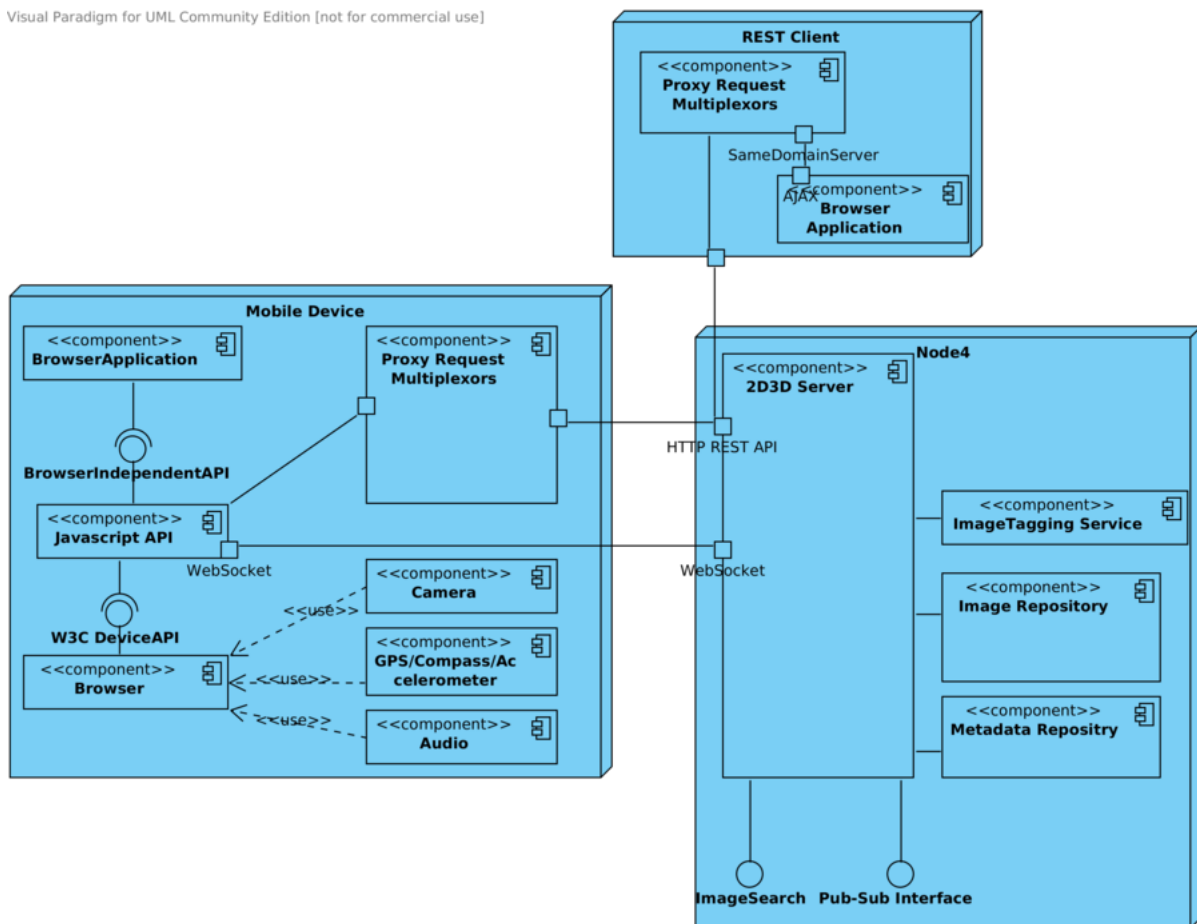 Visual Paradigm for UML Community Edition [not for commercial use]
REST Client
<<component>>
Proxy Request
Multiplexors
SameDomainServer
<<component>>
AJAX
Browser
Application
Mobile Device
<<component>>
BrowserApplication
<<component>>
Proxy Request
Multiplexors
BrowserIndependentAPI
<<component>>
Javascript API
WebSocket
W3C DeviceAPI
<<component>>
Browser
<<component>>
Camera
<<use>>
<<component>>
GPS/Compass/Ac
celerometer
<<use>>
<<component>>
Audio
<<use>>
Node4
<<component>>
2D3D Server
HTTP REST API
WebSocket
<<component>>
ImageTagging Service
<<component>>
Image Repository
<<component>>
Metadata Repositry
ImageSearch
Pub-Sub Interface